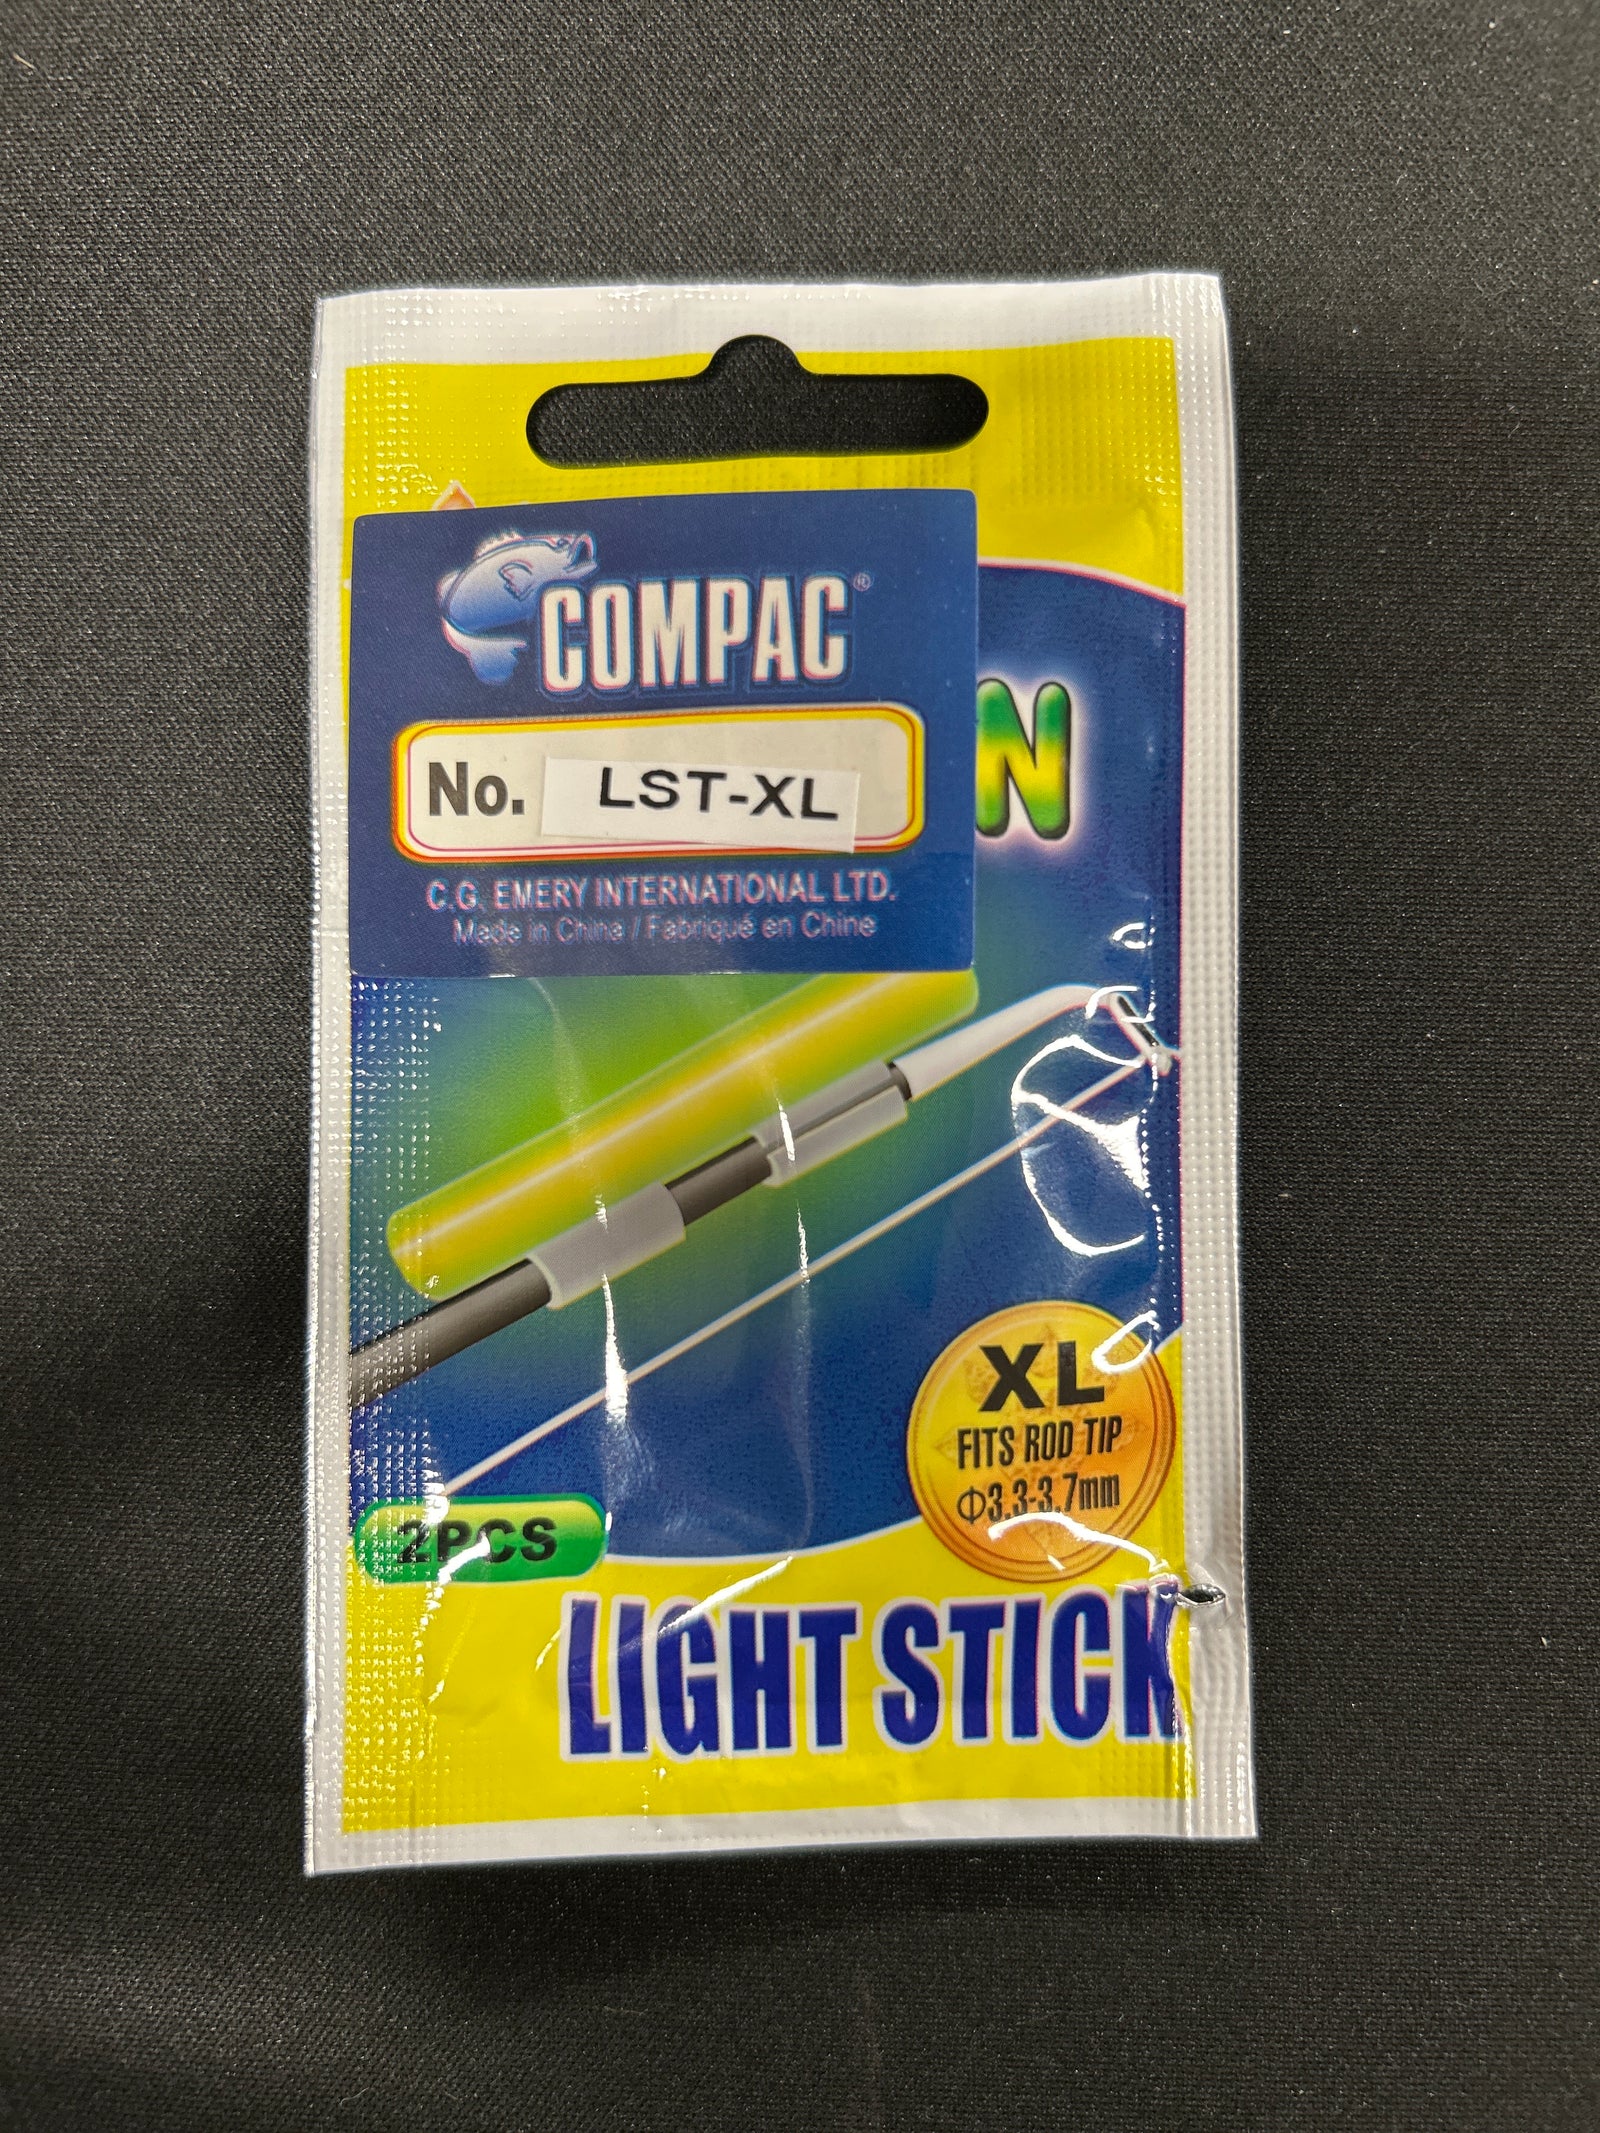 COMPAC®
No. LST-XL
N
C.G. EMERY INTERNATIONAL LTD.
Made in China / Fabriqué en Chine
XL
FITS ROD TIP
Φ3.3-3.7mm
2PCS
LIGHT STICK